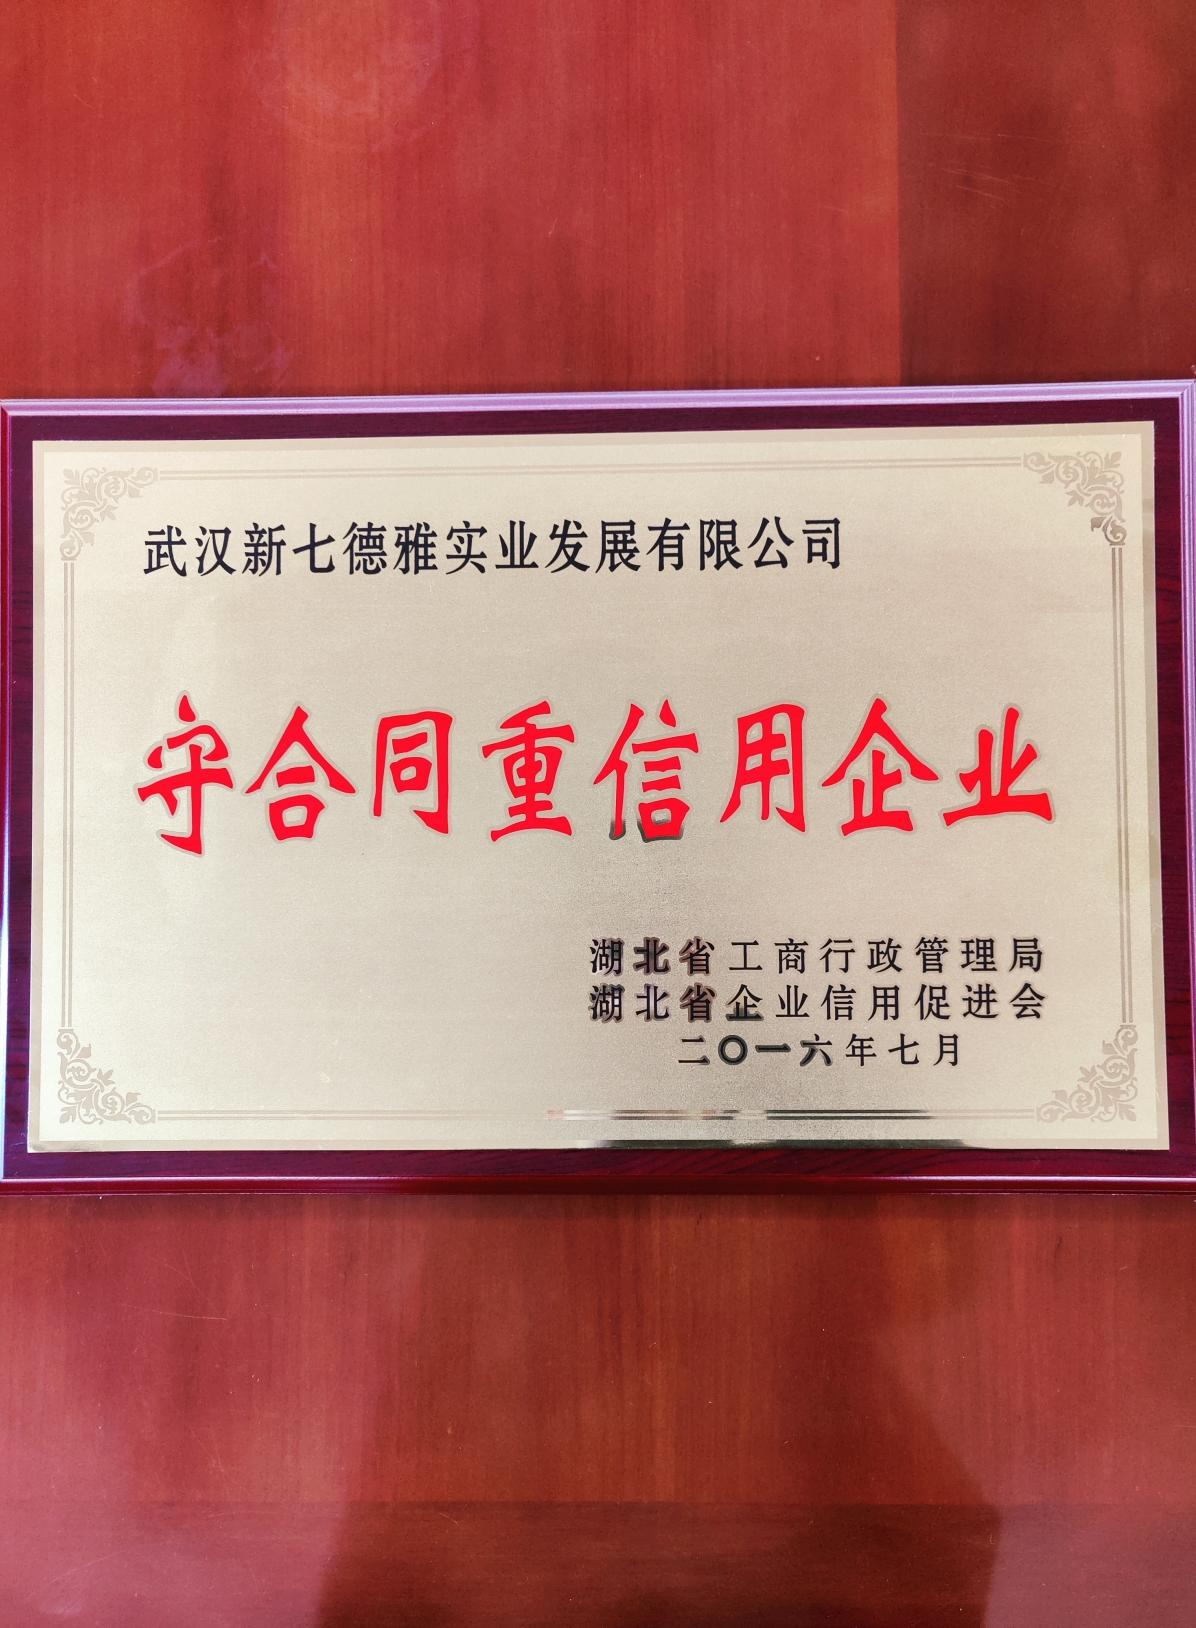 武汉新七德雅实业发展有限公司
守合同重信用企业
湖北省工商行政管理局
湖北省企业信用促进会
二〇一六年七月